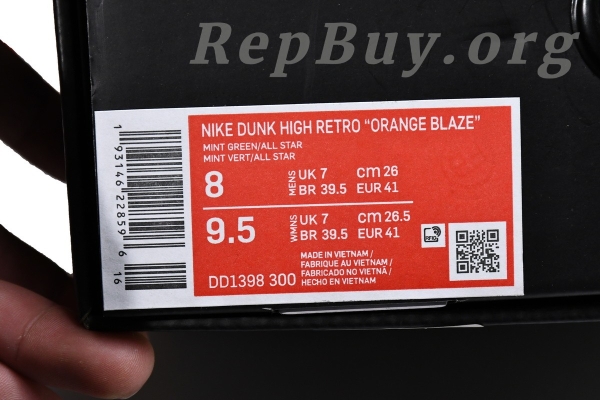 RepBuy.org
NIKE DUNK HIGH RETRO “ORANGE BLAZE”
MINT GREEN/ALL STAR
MINT VERT/ALL STAR
8 MENS UK 7 cm 26
BR 39.5 EUR 41
9.5 WMNS UK 7 cm 26.5
BR 39.5 EUR 41
MADE IN VIETNAM /
FABRIQUE AU VIETNAM /
FABRICADO NO VIETNÃ /
HECHO EN VIETNAM
DD1398 300
RFID
1 93146 22859 6 16